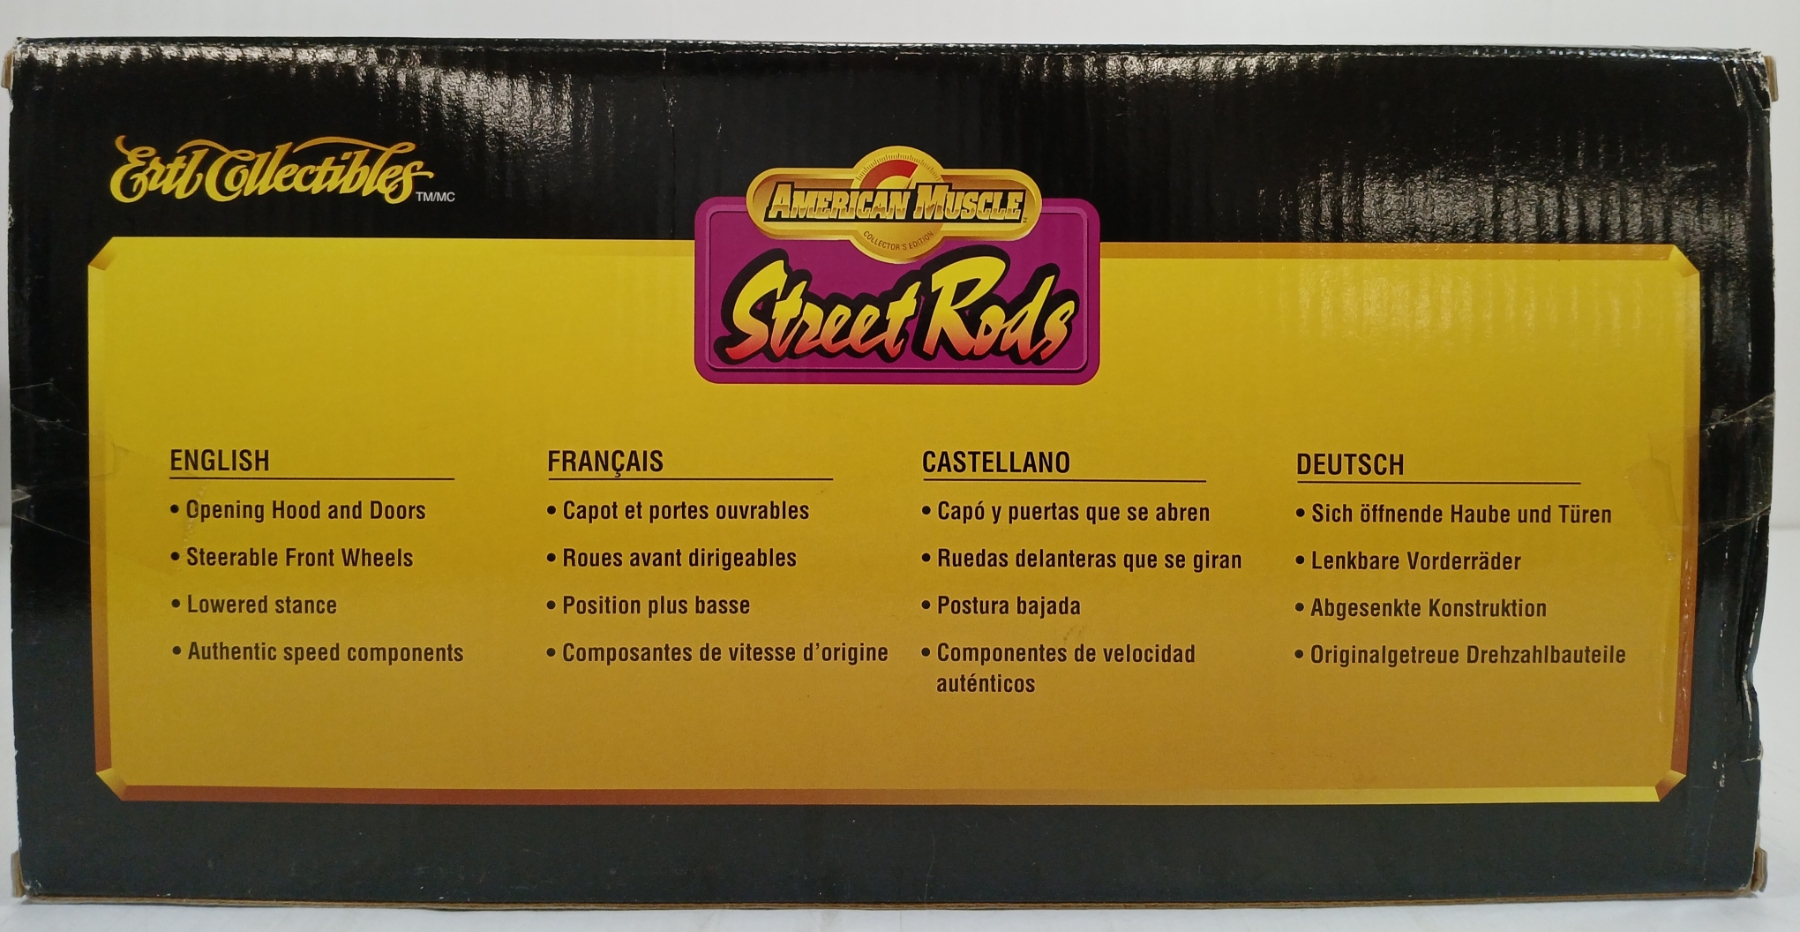 Ertl Collectibles TM/MC
AMERICAN MUSCLE
COLLECTOR'S EDITION
Street Rods
ENGLISH
• Opening Hood and Doors
• Steerable Front Wheels
• Lowered stance
• Authentic speed components
FRANÇAIS
• Capot et portes ouvrables
• Roues avant dirigeables
• Position plus basse
• Composantes de vitesse d'origine
CASTELLANO
• Capó y puertas que se abren
• Ruedas delanteras que se giran
• Postura bajada
• Componentes de velocidad
auténticos
DEUTSCH
• Sich öffnende Haube und Türen
• Lenkbare Vorderräder
• Abgesenkte Konstruktion
• Originalgetreue Drehzahlbauteile